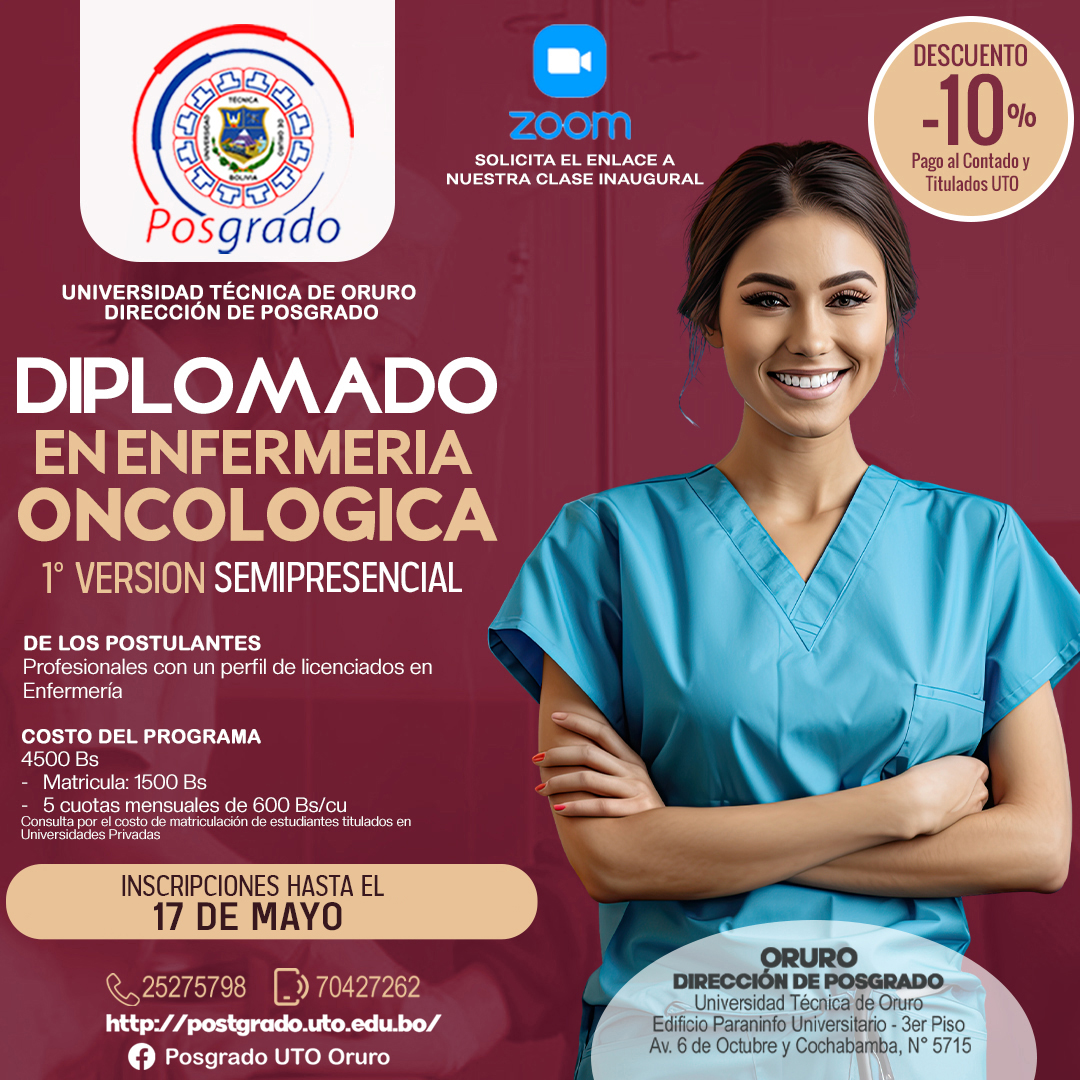 UNIVERSIDAD TÉCNICA DE ORURO
BOLIVIA
Posgrado
zoom
SOLICITA EL ENLACE A
NUESTRA CLASE INAUGURAL
DESCUENTO
-10%
Pago al Contado y
Titulados UTO
UNIVERSIDAD TÉCNICA DE ORURO
DIRECCIÓN DE POSGRADO
DIPLOMADO
EN ENFERMERIA
ONCOLOGICA
1° VERSION SEMIPRESENCIAL
DE LOS POSTULANTES
Profesionales con un perfil de licenciados en
Enfermería
COSTO DEL PROGRAMA
4500 Bs
- Matricula: 1500 Bs
- 5 cuotas mensuales de 600 Bs/cu
Consulta por el costo de matriculación de estudiantes titulados en
Universidades Privadas
INSCRIPCIONES HASTA EL
17 DE MAYO
25275798 70427262
http://postgrado.uto.edu.bo/
Posgrado UTO Oruro
ORURO
DIRECCIÓN DE POSGRADO
Universidad Técnica de Oruro
Edificio Paraninfo Universitario - 3er Piso
Av. 6 de Octubre y Cochabamba, N° 5715